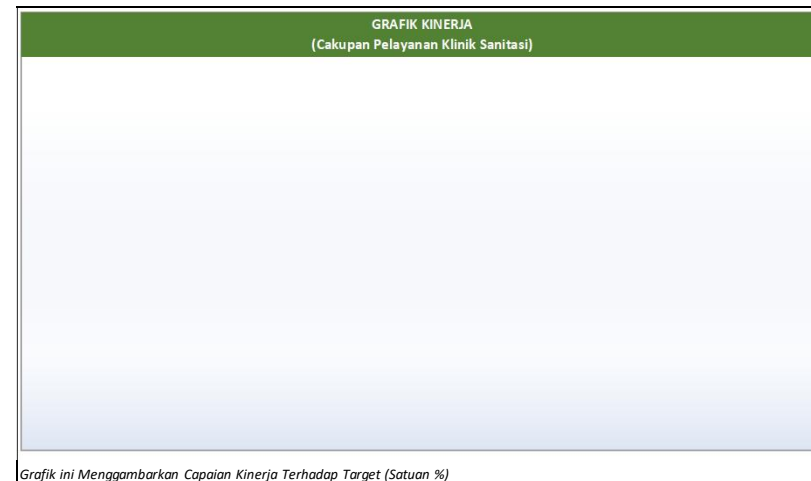 GRAFIK KINERJA
(Cakupan Pelayanan Klinik Sanitasi)
Grafik ini Menggambarkan Capaian Kinerja Terhadap Target (Satuan %)